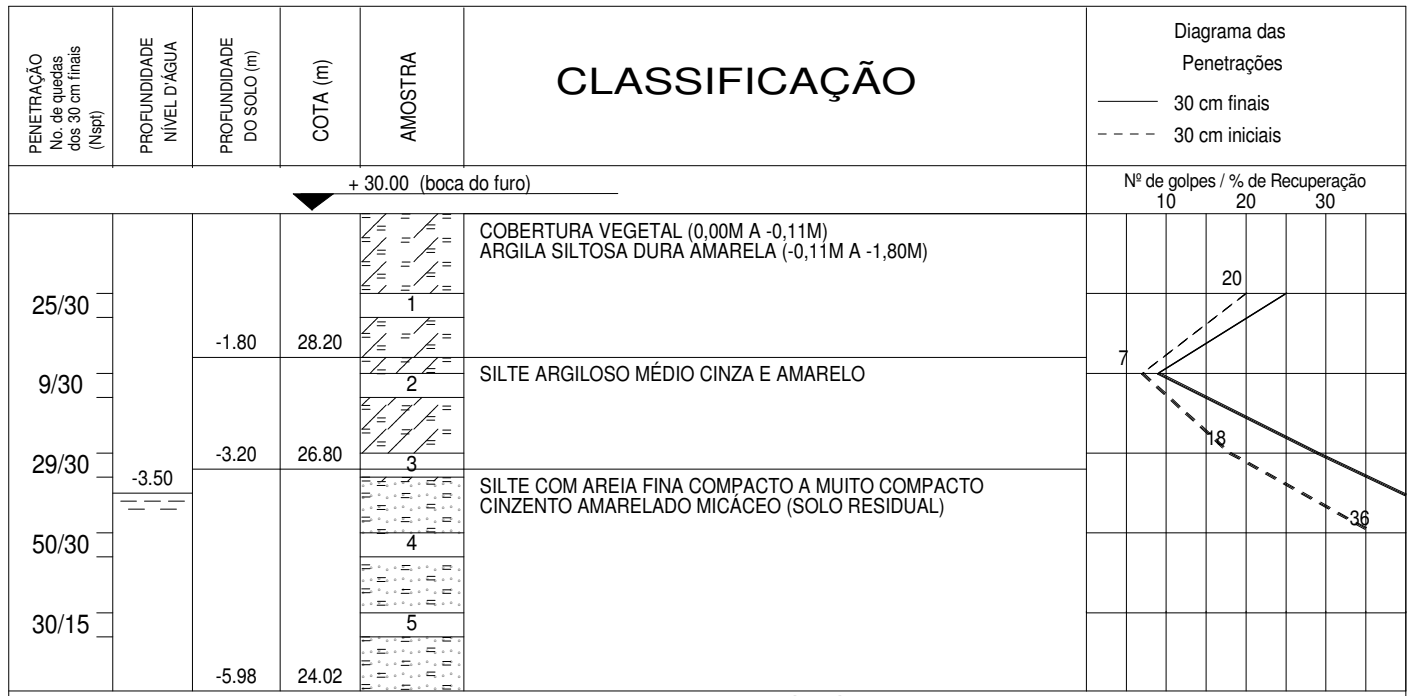 PENETRAÇÃO
No. de quedas
dos 30 cm finais
(Nspt)
PROFUNDIDADE
NÍVEL D'ÁGUA
PROFUNDIDADE
DO SOLO (m)
COTA (m)
AMOSTRA
CLASSIFICAÇÃO
Diagrama das
Penetrações
30 cm finais
30 cm iniciais
+ 30.00 (boca do furo)
Nº de golpes / % de Recuperação
10 20 30
COBERTURA VEGETAL (0,00M A -0,11M)
ARGILA SILTOSA DURA AMARELA (-0,11M A -1,80M)
20
25/30
1
-1.80 28.20
7
9/30
2
SILTE ARGILOSO MÉDIO CINZA E AMARELO
18
-3.20 26.80
29/30
3
-3.50
SILTE COM AREIA FINA COMPACTO A MUITO COMPACTO
CINZENTO AMARELADO MICÁCEO (SOLO RESIDUAL)
36
50/30
4
30/15
5
-5.98 24.02